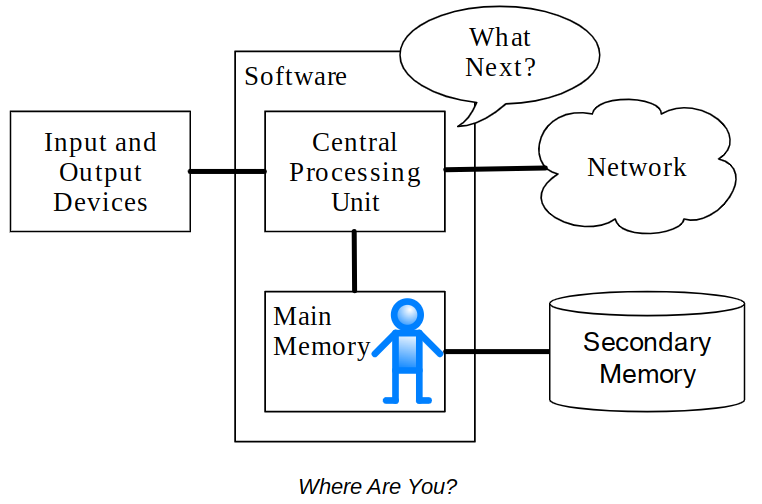 What
Next?
Software
Input and
Output
Devices
Central
Processing
Unit
Network
Main
Memory
Secondary
Memory
Where Are You?